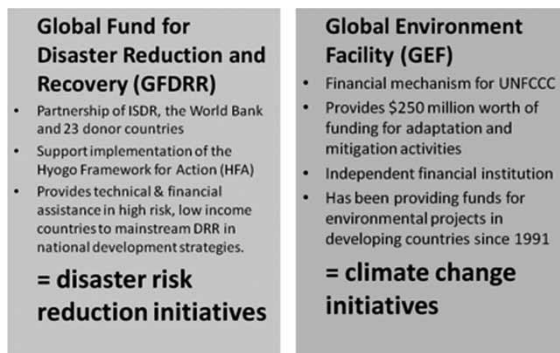 Global Fund for
Disaster Reduction and
Recovery (GFDRR)
• Partnership of ISDR, the World Bank
and 23 donor countries
• Support implementation of the
Hyogo Framework for Action (HFA)
• Provides technical & financial
assistance in high risk, low income
countries to mainstream DRR in
national development strategies.
= disaster risk
reduction initiatives
Global Environment
Facility (GEF)
• Financial mechanism for UNFCCC
• Provides $250 million worth of
funding for adaptation and
mitigation activities
• Independent financial institution
• Has been providing funds for
environmental projects in
developing countries since 1991
= climate change
initiatives